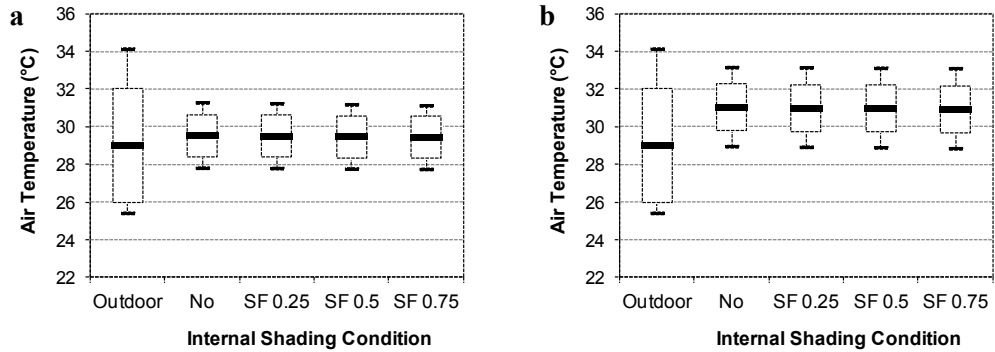 a
Air Temperature (°C)
36
34
32
30
28
26
24
22
Outdoor No SF 0.25 SF 0.5 SF 0.75
Internal Shading Condition
b
Air Temperature (°C)
36
34
32
30
28
26
24
22
Outdoor No SF 0.25 SF 0.5 SF 0.75
Internal Shading Condition